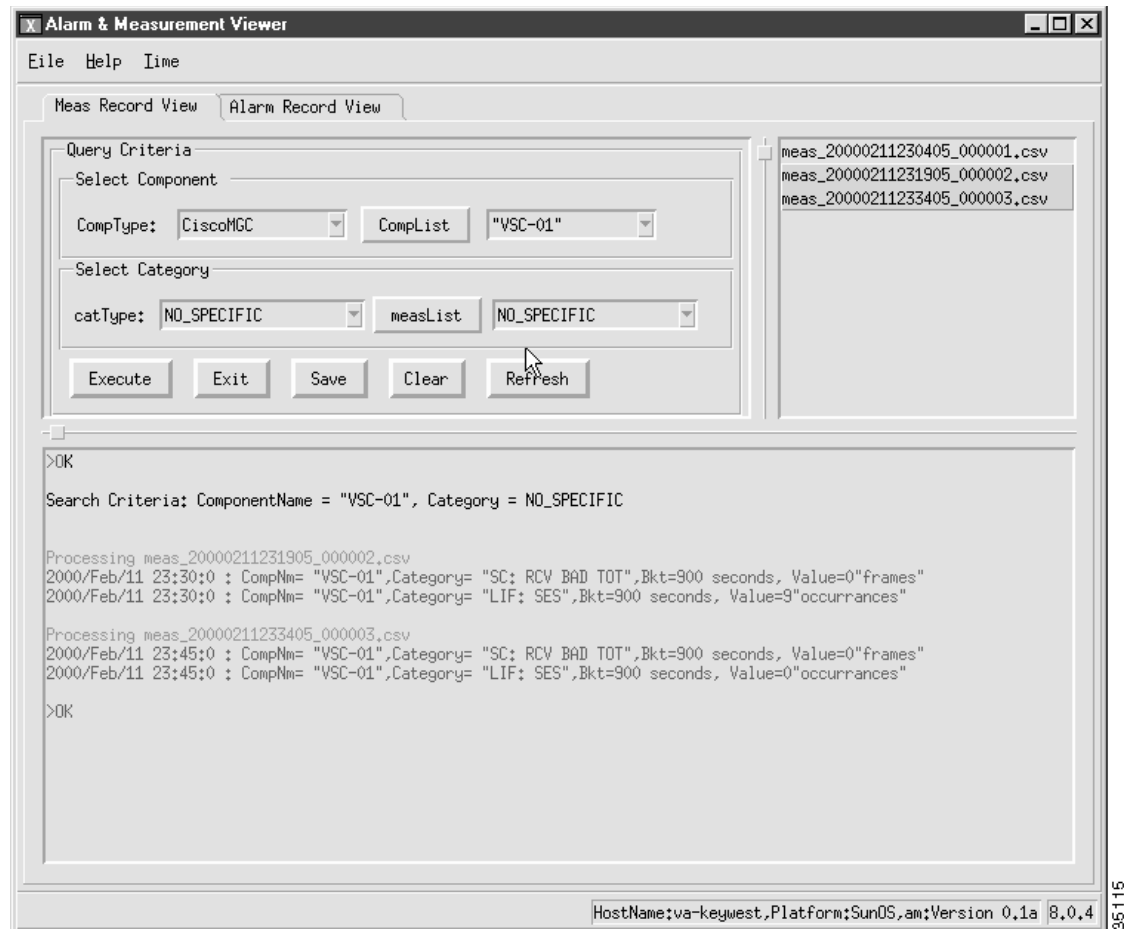 X Alarm & Measurement Viewer
File Help Time
Meas Record View Alarm Record View
Query Criteria
Select Component
CompType: CiscoMGC CompList "VSC-01"
Select Category
catType: NO_SPECIFIC measList NO_SPECIFIC
Execute Exit Save Clear Refresh
meas_20000211230405_000001.csv
meas_20000211231905_000002.csv
meas_20000211233405_000003.csv
>OK
Search Criteria: ComponentName = "VSC-01", Category = NO_SPECIFIC
Processing meas_20000211231905_000002.csv
2000/Feb/11 23:30:0 : CompNm= "VSC-01",Category= "SC: RCV BAD TOT",Bkt=900 seconds, Value=0"frames"
2000/Feb/11 23:30:0 : CompNm= "VSC-01",Category= "LIF: SES",Bkt=900 seconds, Value=9"occurrances"
Processing meas_20000211233405_000003.csv
2000/Feb/11 23:45:0 : CompNm= "VSC-01",Category= "SC: RCV BAD TOT",Bkt=900 seconds, Value=0"frames"
2000/Feb/11 23:45:0 : CompNm= "VSC-01",Category= "LIF: SES",Bkt=900 seconds, Value=0"occurrances"
>OK
HostName:va-keywest,Platform:SunOS,am:Version 0.1a 8.0.4
35115